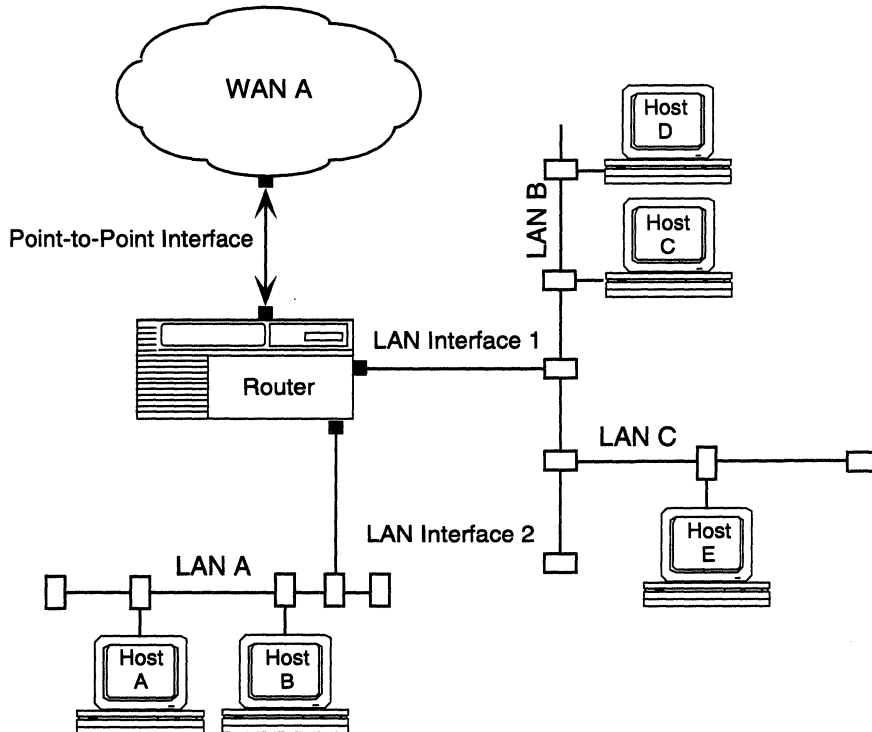 WAN A
Host
D
LAN B
Host
C
Point-to-Point Interface
LAN Interface 1
Router
LAN C
Host
E
LAN Interface 2
LAN A
Host
A
Host
B